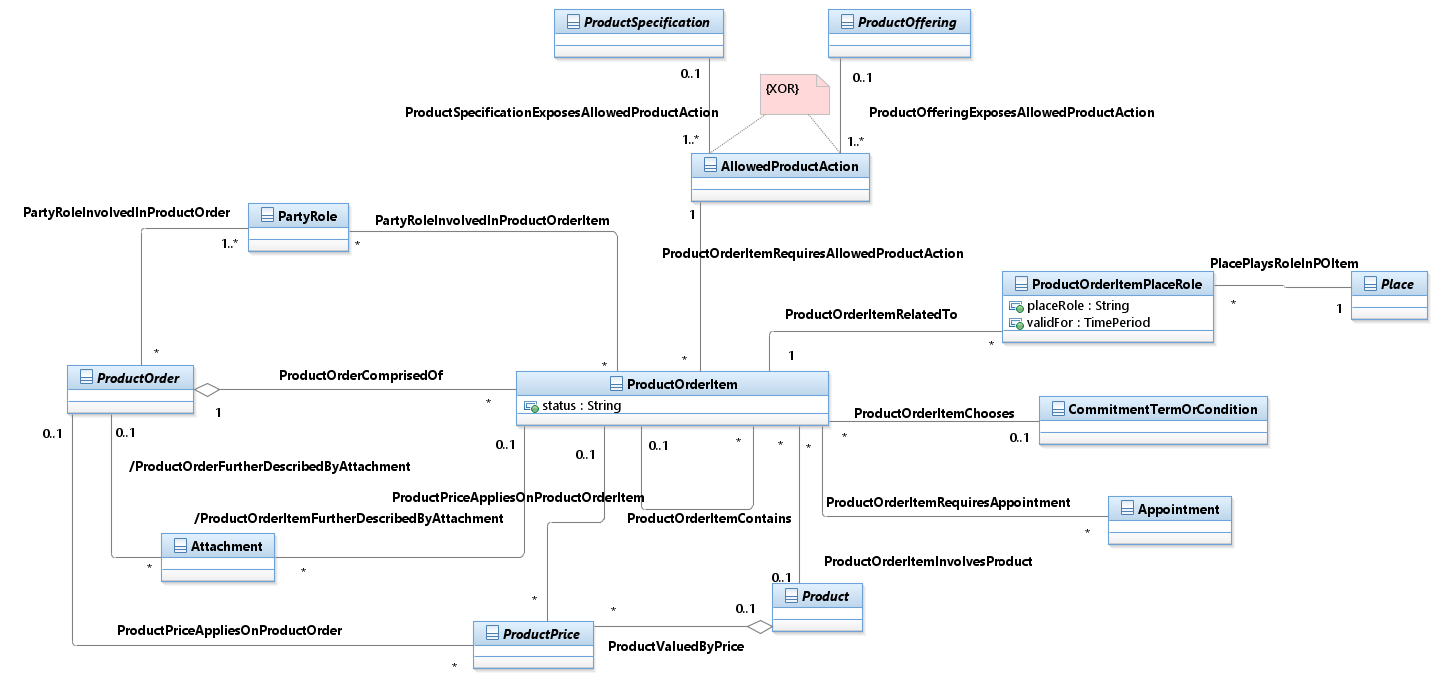 ProductSpecification
ProductOffering
0..1
0..1
{XOR}
ProductSpecificationExposesAllowedProductAction
ProductOfferingExposesAllowedProductAction
1..*
1..*
AllowedProductAction
PartyRoleInvolvedInProductOrder
PartyRole
PartyRoleInvolvedInProductOrderItem
1
1..*
*
ProductOrderItemRequiresAllowedProductAction
PlacePlaysRoleInPOItem
ProductOrderItemPlaceRole
Place
placeRole : String
validFor : TimePeriod
*
1
ProductOrderItemRelatedTo
*
*
*
*
1
ProductOrder
ProductOrderComprisedOf
ProductOrderItem
1
*
status : String
ProductOrderItemChooses
CommitmentTermOrCondition
0..1
0..1
0..1
0..1
0..1
*
*
*
*
0..1
/ProductOrderFurtherDescribedByAttachment
ProductPriceAppliesOnProductOrderItem
ProductOrderItemRequiresAppointment
Appointment
/ProductOrderItemFurtherDescribedByAttachment
ProductOrderItemContains
*
Attachment
*
*
ProductOrderItemInvolvesProduct
0..1
Product
*
*
0..1
ProductPriceAppliesOnProductOrder
ProductPrice
ProductValuedByPrice
*